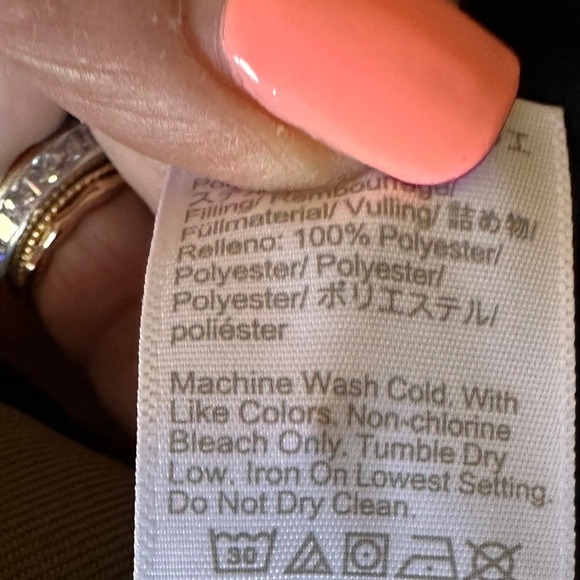 Filling/ Rembourrage/
Füllmaterial/ Vulling/ 詰め物/
Relleno: 100% Polyester/
Polyester/ Polyester/
Polyester/ ポリエステル/
poliéster
Machine Wash Cold. With
Like Colors. Non-chlorine
Bleach Only. Tumble Dry
Low. Iron On Lowest Setting.
Do Not Dry Clean.
30